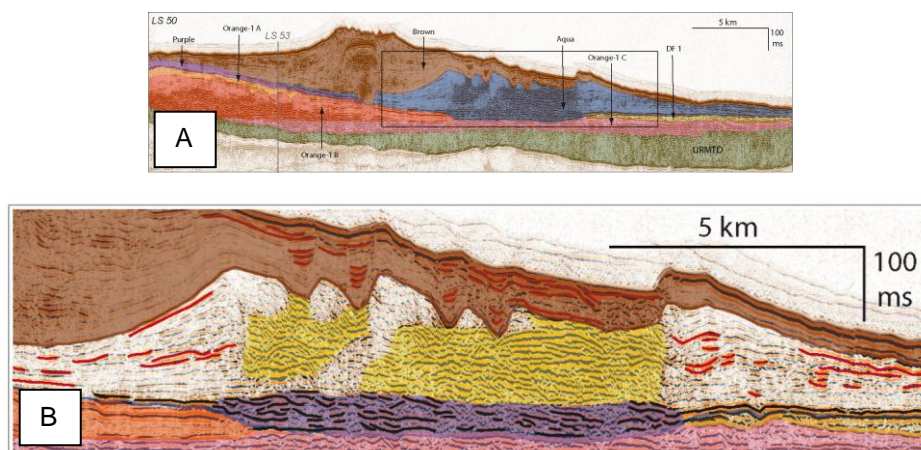 LS 50
Purple
Orange-1 A
LS 53
Brown
Aqua
Orange-1 C
DF 1
5 km
100
ms
A
Orange-1 B
URMTD
5 km
100
ms
B